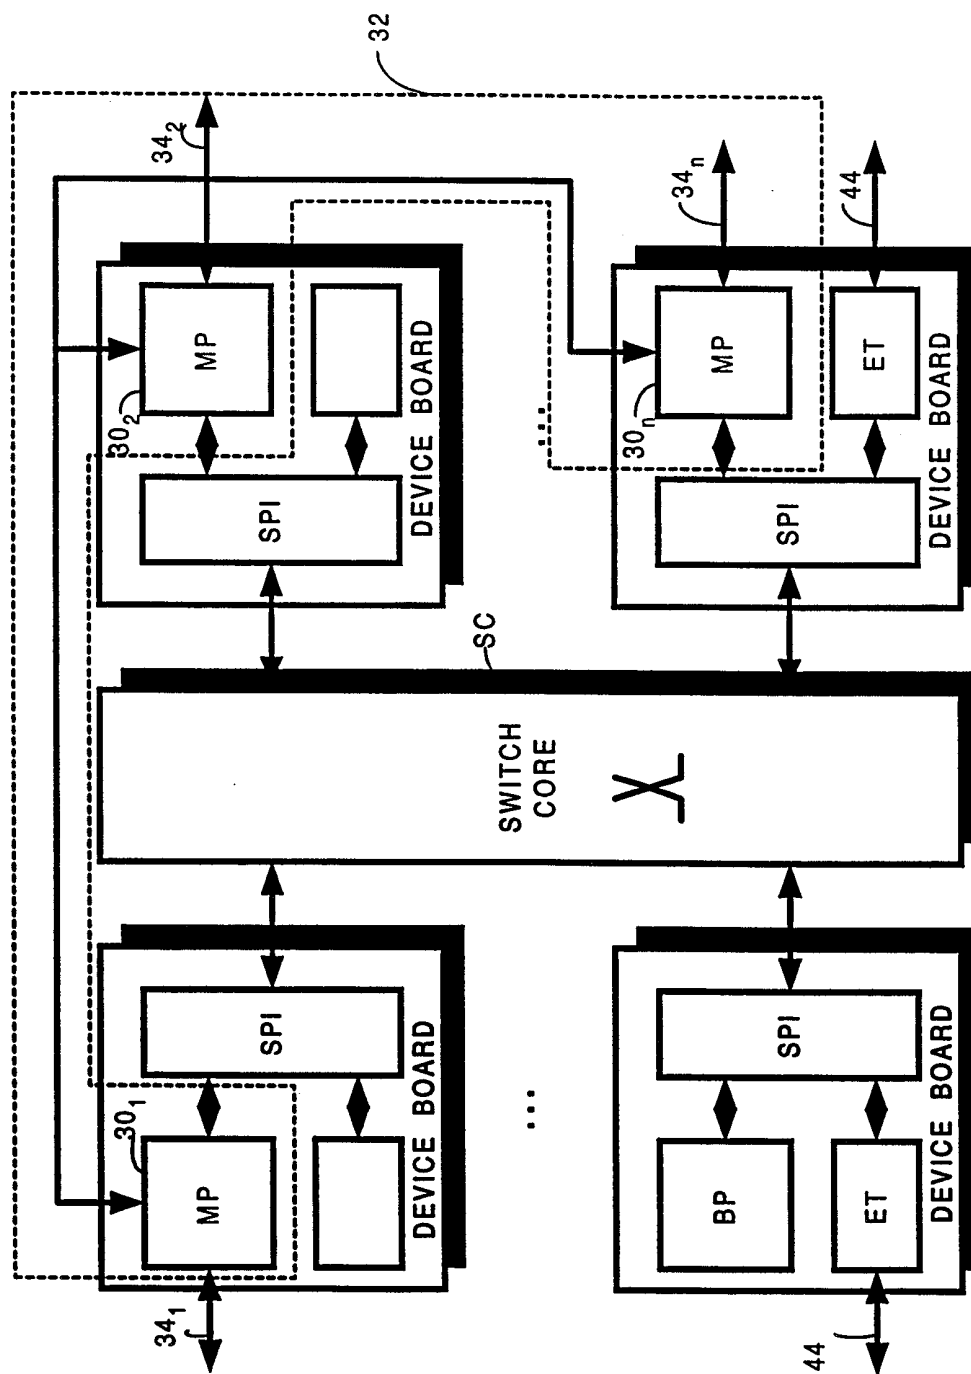 30₁
30₂
34₁
34₂
MP
MP
SPI
SPI
32
DEVICE BOARD
DEVICE BOARD
SC
SWITCH
CORE
...
...
30ₙ
34ₙ
BP
MP
SPI
SPI
44
44
ET
ET
DEVICE BOARD
DEVICE BOARD